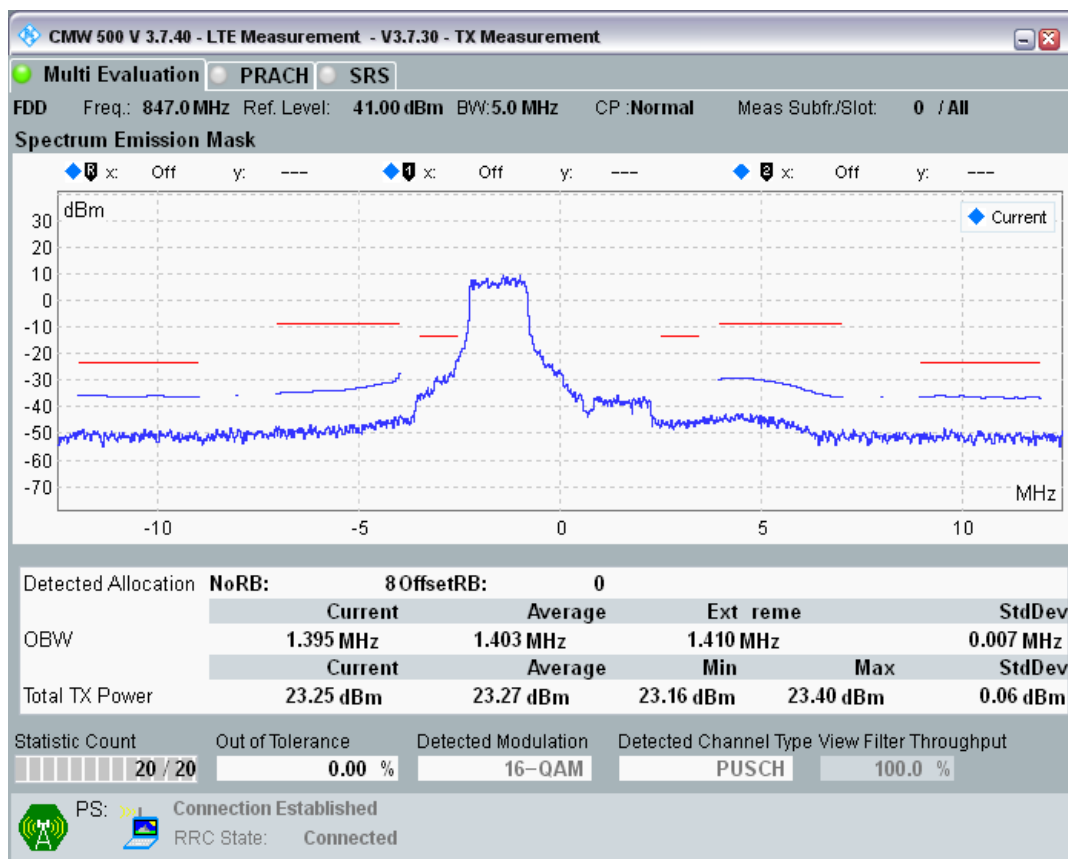 CMW 500 V 3.7.40 - LTE Measurement - V3.7.30 - TX Measurement
Multi Evaluation PRACH SRS
FDD Freq.: 847.0 MHz Ref. Level: 41.00 dBm BW:5.0 MHz CP :Normal Meas Subfr./Slot: 0 / All
Spectrum Emission Mask
R x: Off y: --- 1 x: Off y: --- 2 x: Off y: ---
dBm
Current
30
20
10
0
-10
-20
-30
-40
-50
-60
-70
MHz
-10 -5 0 5 10
Detected Allocation NoRB: 8 OffsetRB: 0
Current Average Ext reme StdDev
OBW 1.395 MHz 1.403 MHz 1.410 MHz 0.007 MHz
Current Average Min Max StdDev
Total TX Power 23.25 dBm 23.27 dBm 23.16 dBm 23.40 dBm 0.06 dBm
Statistic Count Out of Tolerance Detected Modulation Detected Channel Type View Filter Throughput
20 / 20 0.00 % 16-QAM PUSCH 100.0 %
PS: Connection Established
RRC State: Connected